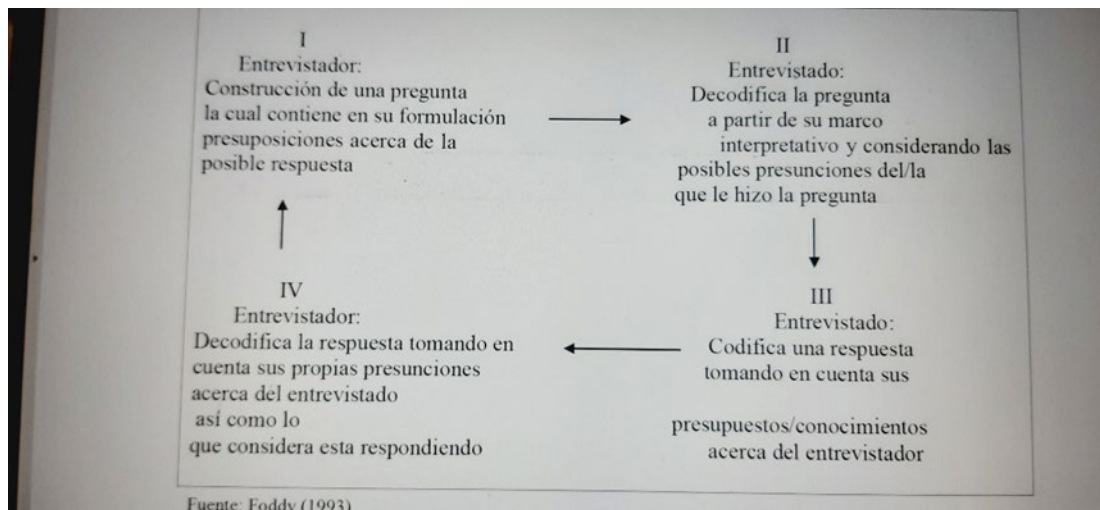 I
Entrevistador:
Construcción de una pregunta
la cual contiene en su formulación
presuposiciones acerca de la
posible respuesta
II
Entrevistado:
Decodifica la pregunta
a partir de su marco
interpretativo y considerando las
posibles presunciones del/la
que le hizo la pregunta
III
Entrevistado:
Codifica una respuesta
tomando en cuenta sus
presupuestos/conocimientos
acerca del entrevistador
IV
Entrevistador:
Decodifica la respuesta tomando en
cuenta sus propias presunciones
acerca del entrevistado
así como lo
que considera esta respondiendo
Fuente: Foddy (1993)